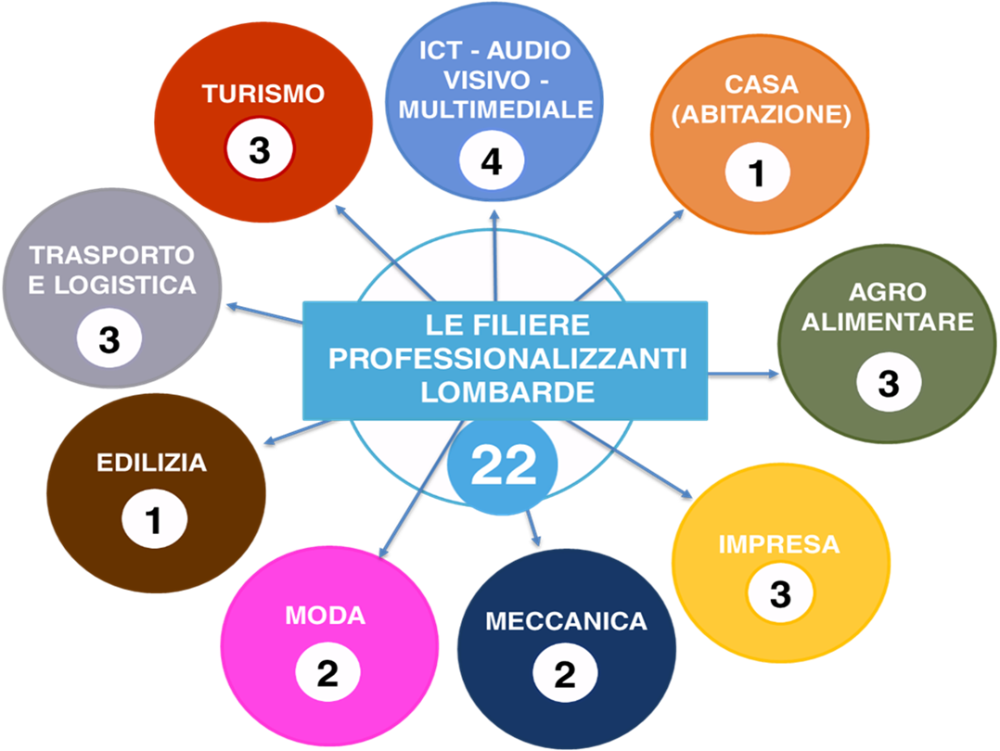 LE FILIERE
PROFESSIONALIZZANTI
LOMBARDE
22
ICT - AUDIO
VISIVO -
MULTIMEDIALE
4
CASA
(ABITAZIONE)
1
AGRO
ALIMENTARE
3
IMPRESA
3
MECCANICA
2
MODA
2
EDILIZIA
1
TRASPORTO
E LOGISTICA
3
TURISMO
3